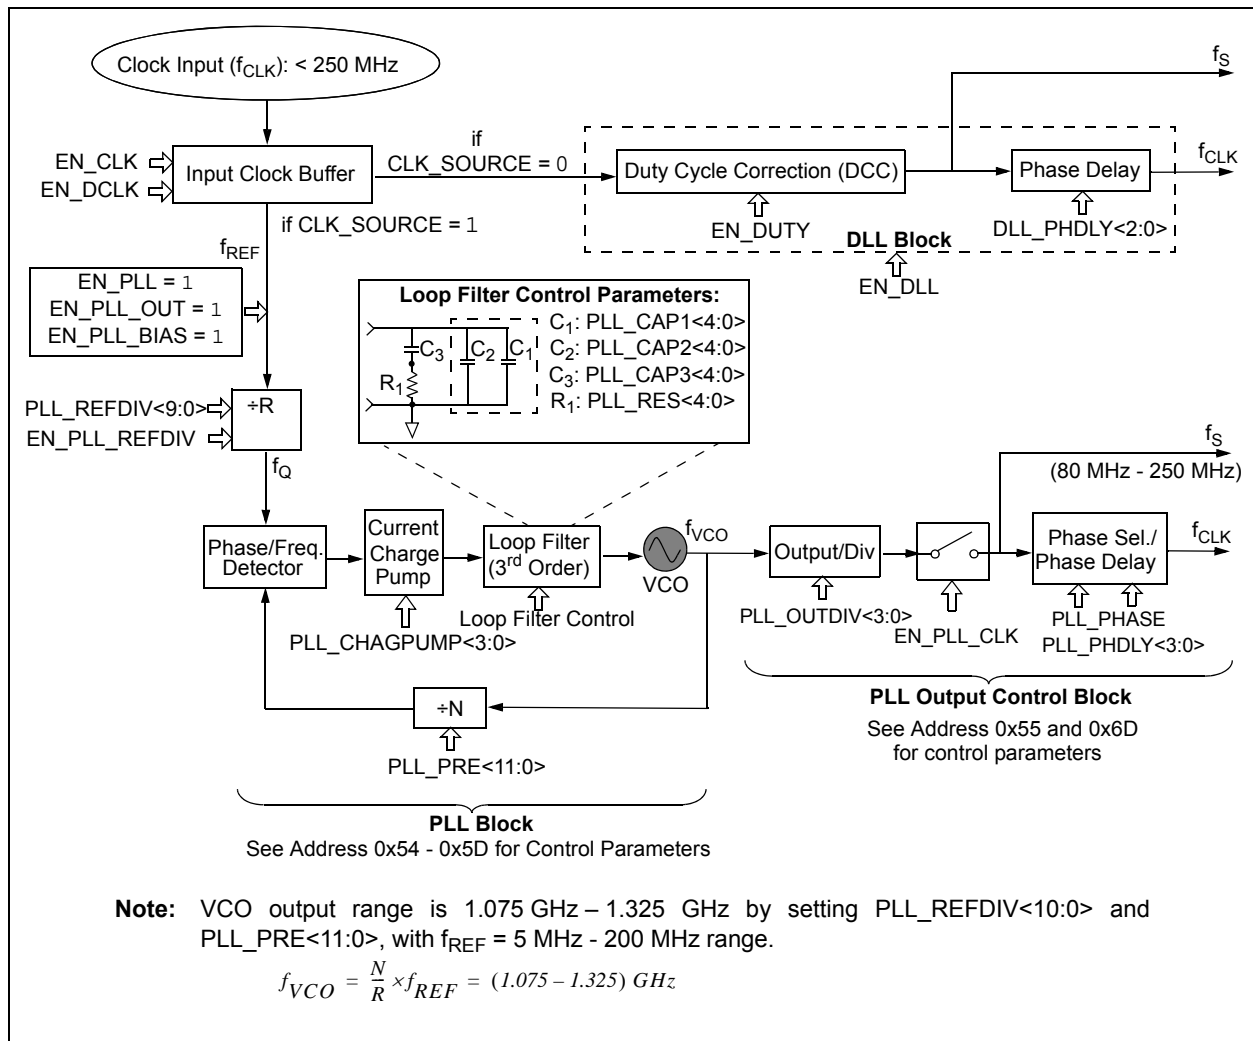 Clock Input (fCLK): < 250 MHz
fS
if
CLK_SOURCE = 0
EN_CLK
EN_DCLK
Input Clock Buffer
Duty Cycle Correction (DCC)
Phase Delay
fCLK
if CLK_SOURCE = 1
EN_DUTY
DLL_PHDLY<2:0>
DLL Block
EN_DLL
fREF
EN_PLL = 1
EN_PLL_OUT = 1
EN_PLL_BIAS = 1
Loop Filter Control Parameters:
C1: PLL_CAP1<4:0>
C2: PLL_CAP2<4:0>
C3: PLL_CAP3<4:0>
R1: PLL_RES<4:0>
C3
C2
C1
R1
PLL_REFDIV<9:0>
EN_PLL_REFDIV
÷R
fQ
fS
(80 MHz - 250 MHz)
Phase/Freq.
Detector
Current
Charge
Pump
Loop Filter
(3rd Order)
fVCO
VCO
Output/Div
Phase Sel./
Phase Delay
fCLK
Loop Filter Control
PLL_CHAGPUMP<3:0>
PLL_OUTDIV<3:0>
EN_PLL_CLK
PLL_PHASE
PLL_PHDLY<3:0>
÷N
PLL_PRE<11:0>
PLL Output Control Block
See Address 0x55 and 0x6D
for control parameters
PLL Block
See Address 0x54 - 0x5D for Control Parameters
Note: VCO output range is 1.075 GHz – 1.325 GHz by setting PLL_REFDIV<10:0> and
PLL_PRE<11:0>, with fREF = 5 MHz - 200 MHz range.
fVCO = N/R × fREF = (1.075 – 1.325) GHz